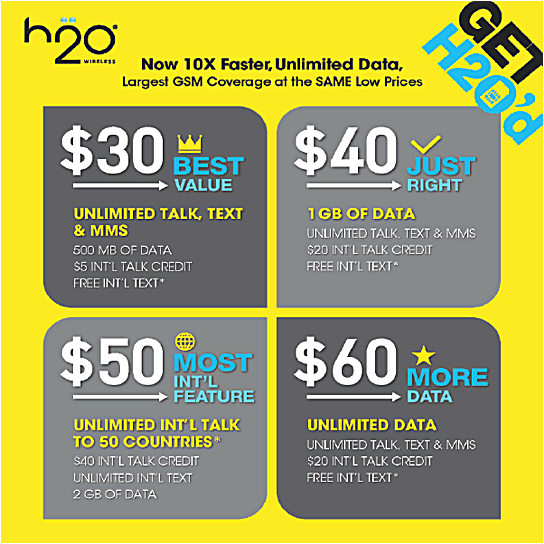 h2O
WIRELESS
GET
H2O'd
Now 10X Faster, Unlimited Data,
Largest GSM Coverage at the SAME Low Prices
$30 BEST
VALUE
UNLIMITED TALK, TEXT
& MMS
500 MB OF DATA
$5 INT'L TALK CREDIT
FREE INT'L TEXT*
$40 JUST
RIGHT
1GB OF DATA
UNLIMITED TALK, TEXT & MMS
$20 INT'L TALK CREDIT
FREE INT'L TEXT*
$50 MOST
INT'L
FEATURE
UNLIMITED INT'L TALK
TO 50 COUNTRIES*
$40 INT'L TALK CREDIT
UNLIMITED INT'L TEXT
2 GB OF DATA
$60 MORE
DATA
UNLIMITED DATA
UNLIMITED TALK, TEXT & MMS
$20 INT'L TALK CREDIT
FREE INT'L TEXT*